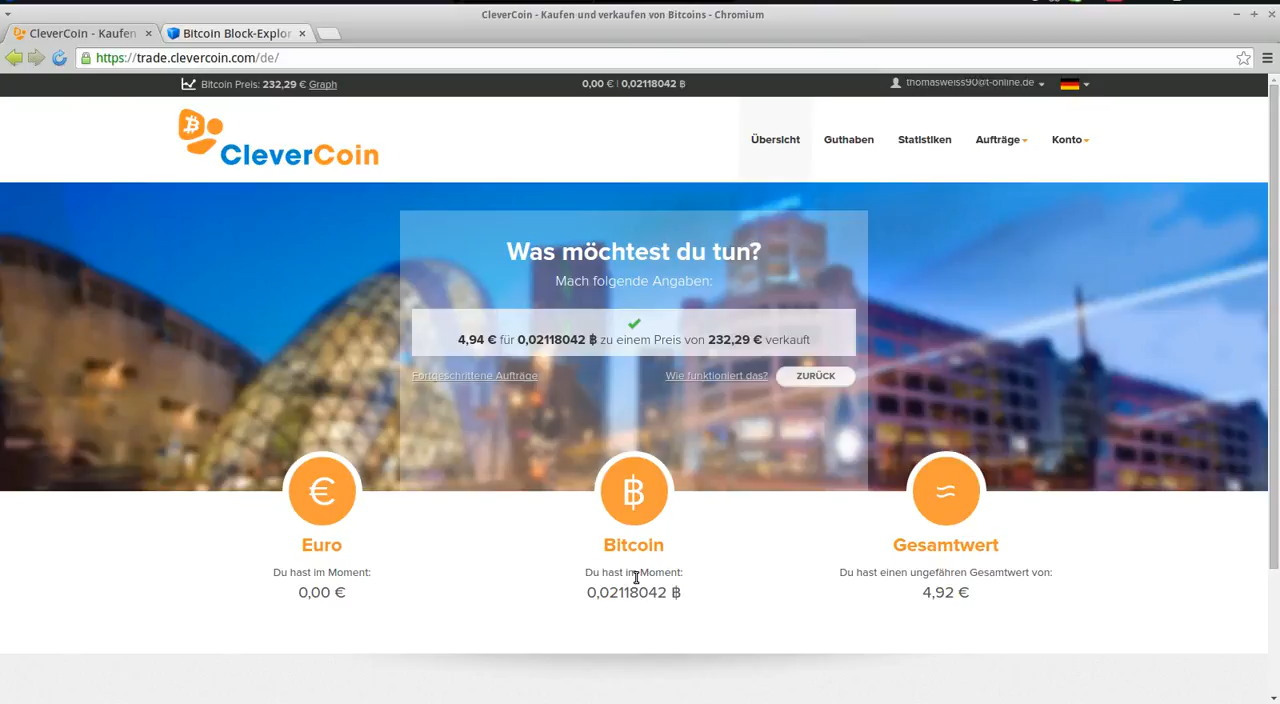 CleverCoin - Kaufen und verkaufen von Bitcoins - Chromium
CleverCoin - Kaufen
Bitcoin Block-Explor
https://trade.clevercoin.com/de/
Bitcoin Preis: 232,29 € Graph
0,00 € | 0,02118042 ฿
thomasweiss90@t-online.de
CleverCoin
Übersicht
Guthaben
Statistiken
Aufträge
Konto
Was möchtest du tun?
Mach folgende Angaben:
4,94 € für 0,02118042 ฿ zu einem Preis von 232,29 € verkauft
Fortgeschrittene Aufträge
Wie funktioniert das?
ZURÜCK
Euro
Du hast im Moment:
0,00 €
Bitcoin
Du hast im Moment:
0,02118042 ฿
Gesamtwert
Du hast einen ungefähren Gesamtwert von:
4,92 €